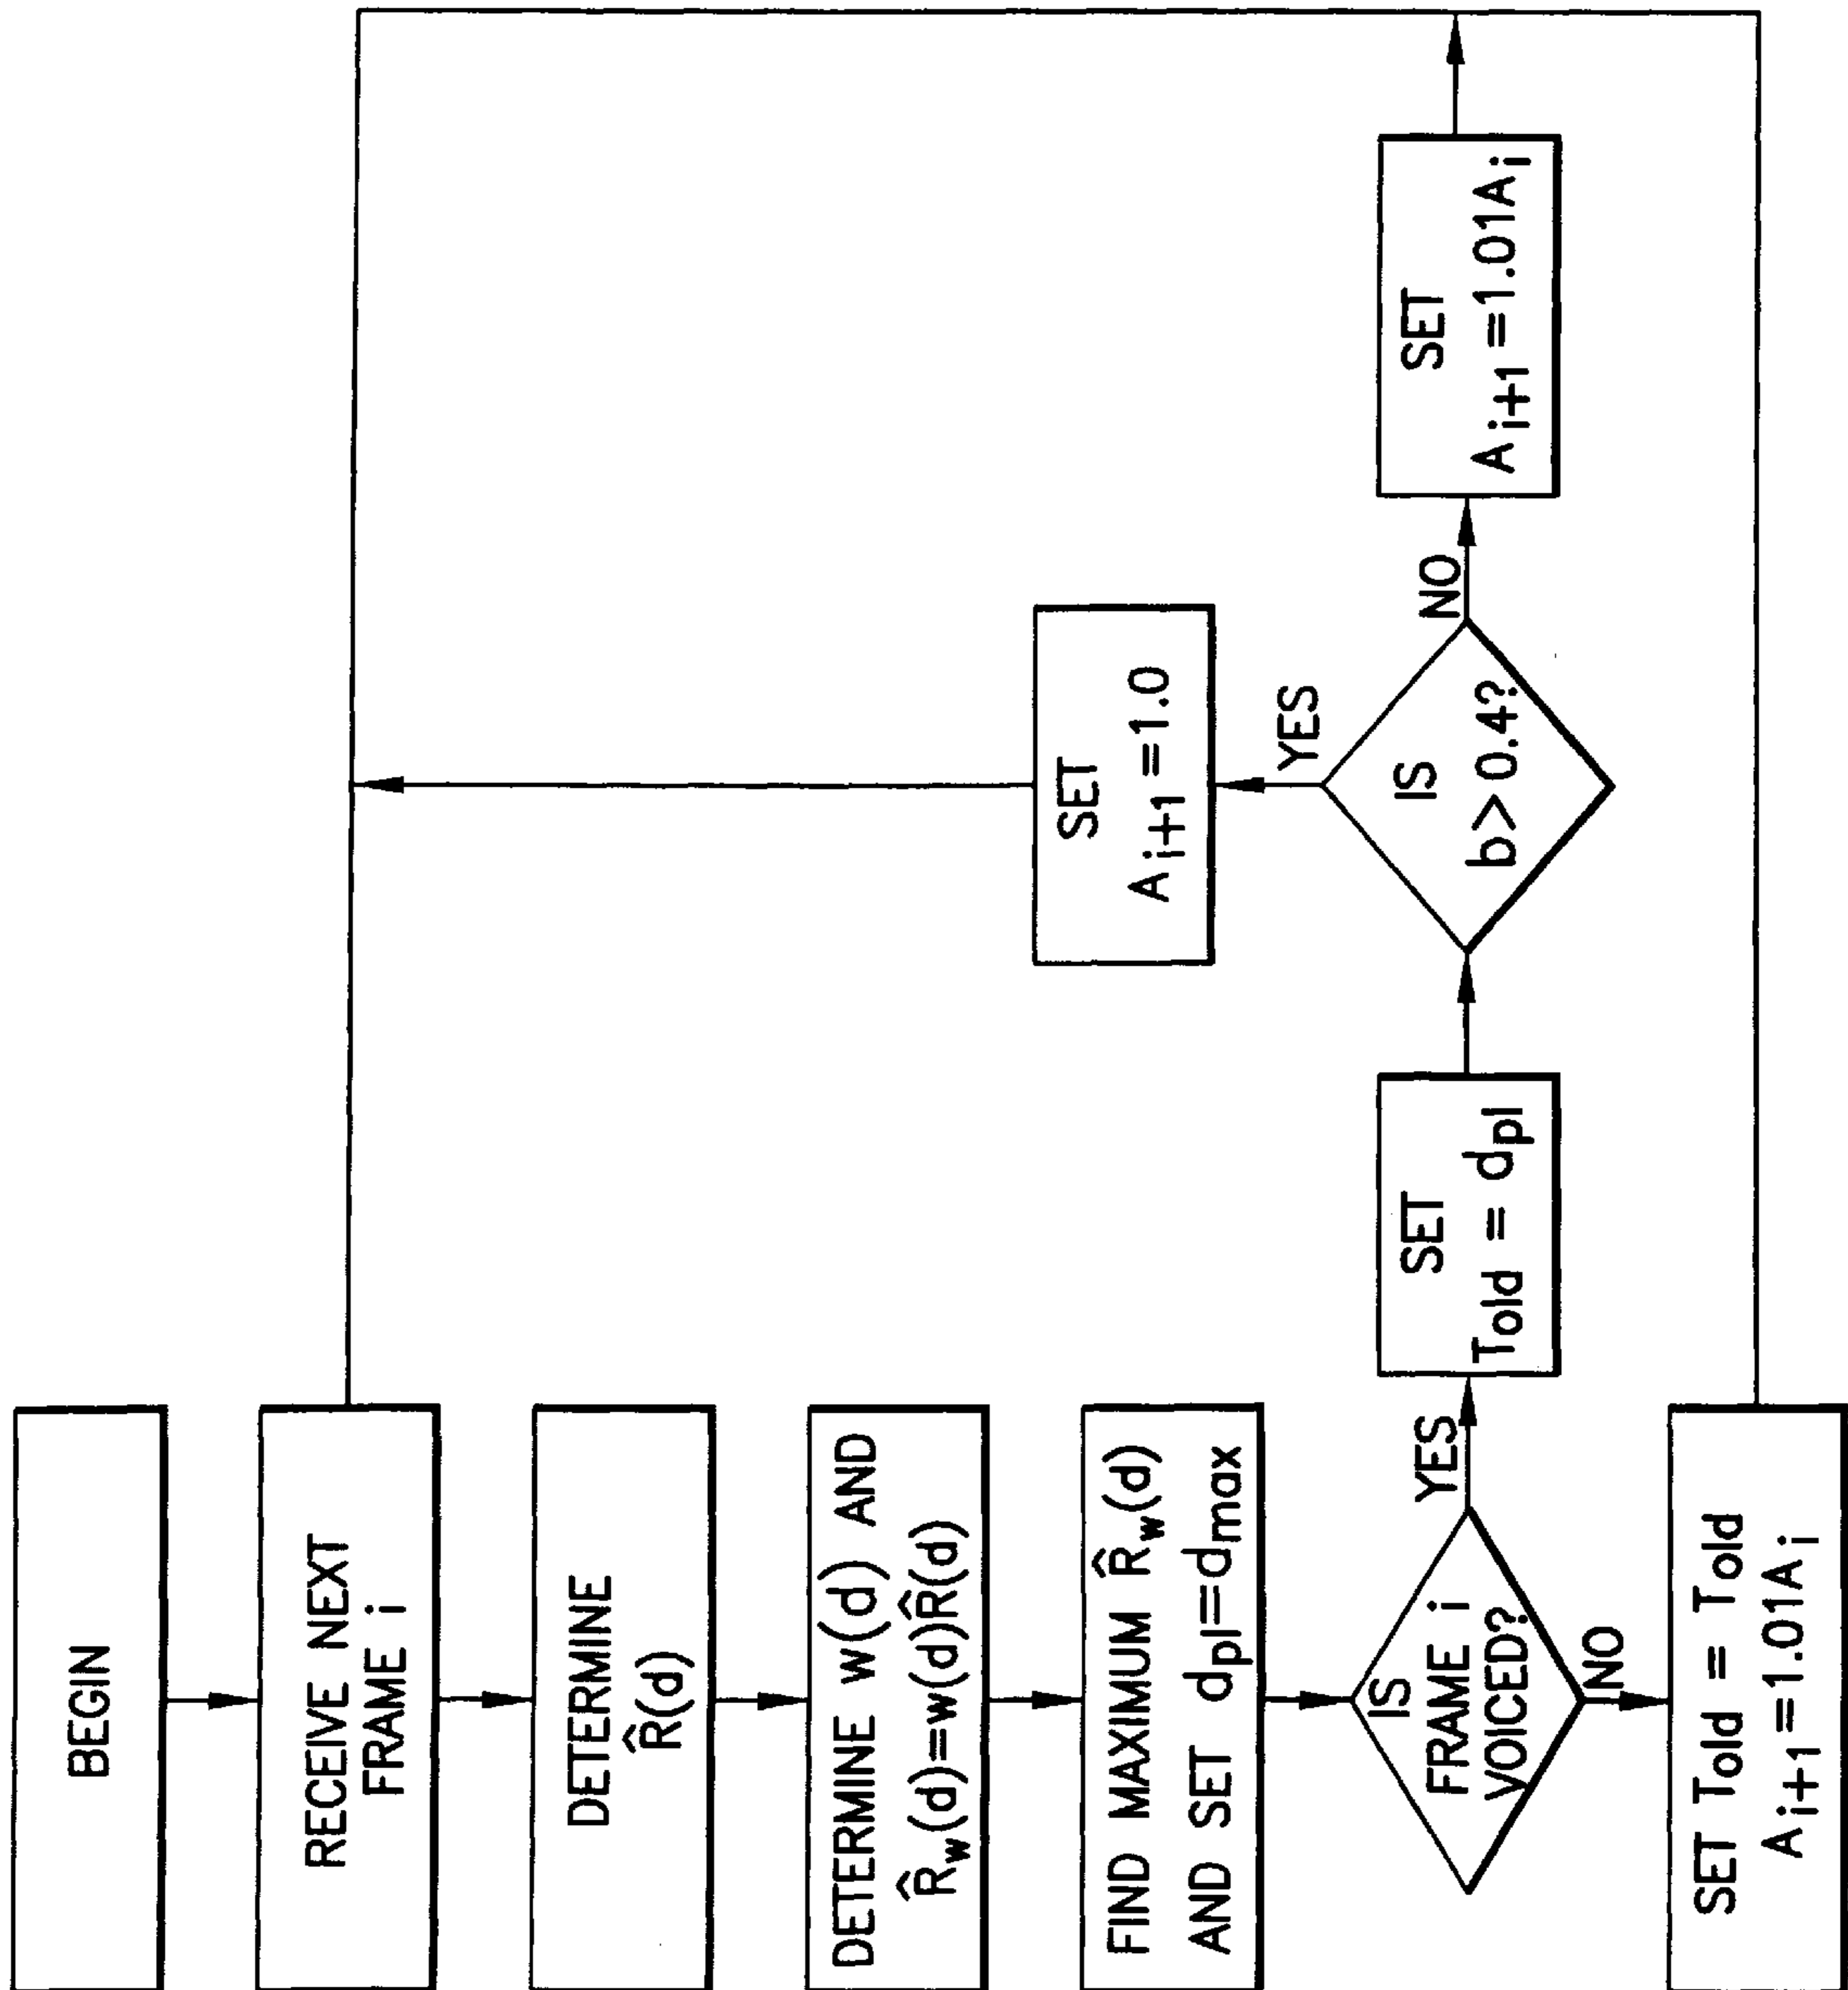 BEGIN
RECEIVE NEXT
FRAME i
DETERMINE
R̂(d)
DETERMINE w(d) AND
R̂w(d)=w(d)R̂(d)
FIND MAXIMUM R̂w(d)
AND SET dpl=dmax
IS
FRAME i
VOICED?
YES
NO
SET Told = Told
Ai+1=1.01Ai
SET
Told = dpl
IS
b>0.4?
YES
NO
SET
Ai+1=1.0
SET
Ai+1=1.01Ai